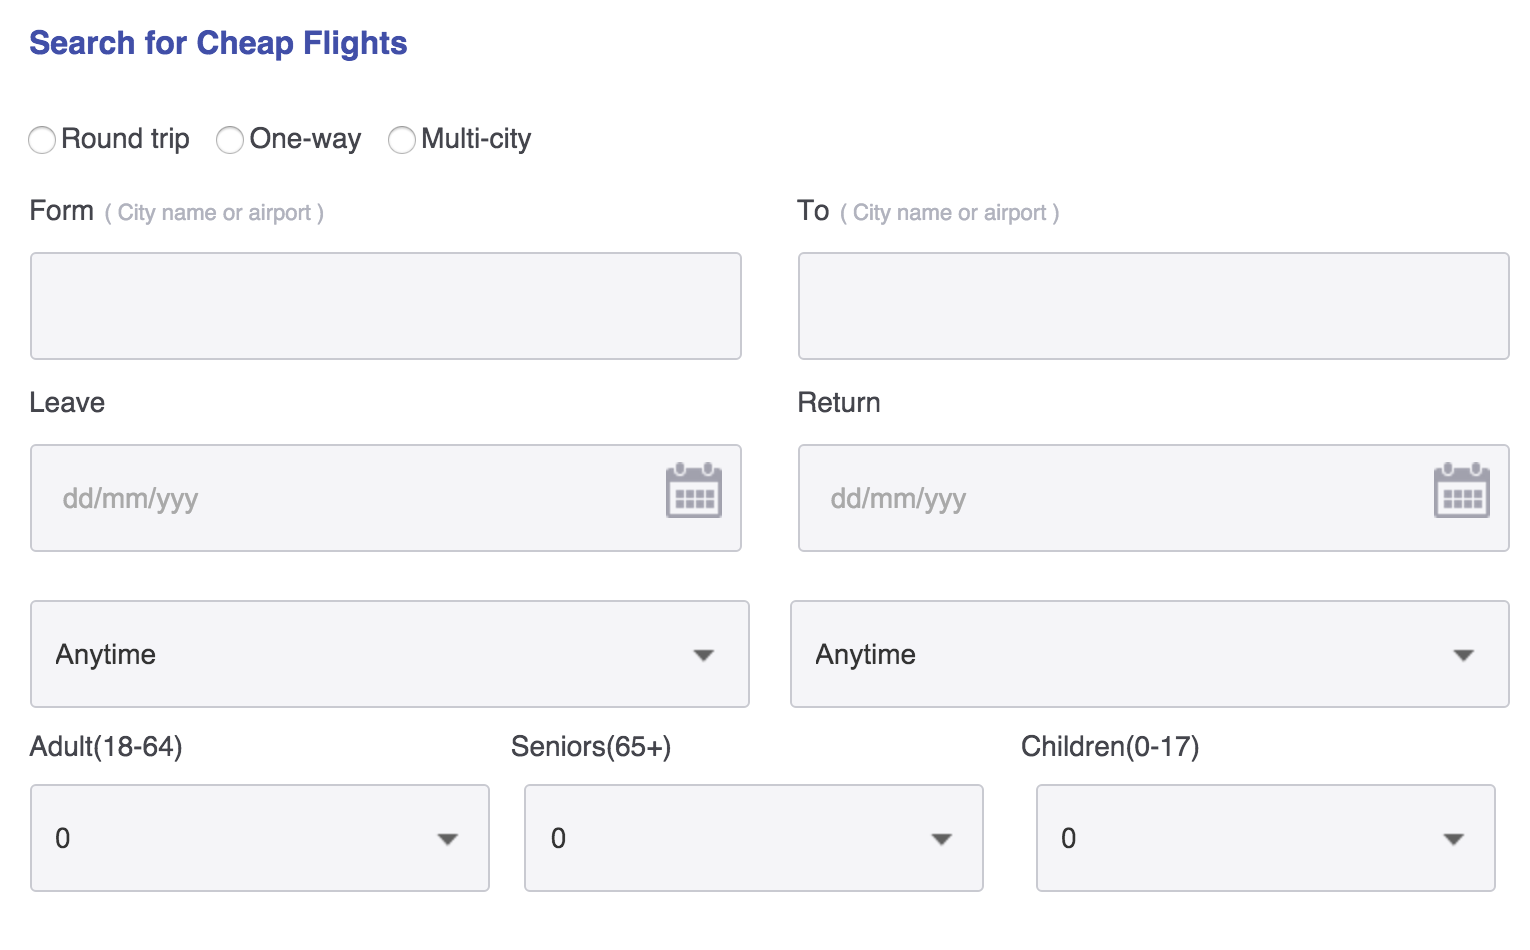 Search for Cheap Flights
Round trip One-way Multi-city
Form ( City name or airport ) To ( City name or airport )
Leave Return
dd/mm/yyy dd/mm/yyy
Anytime Anytime
Adult(18-64) Seniors(65+) Children(0-17)
0 0 0